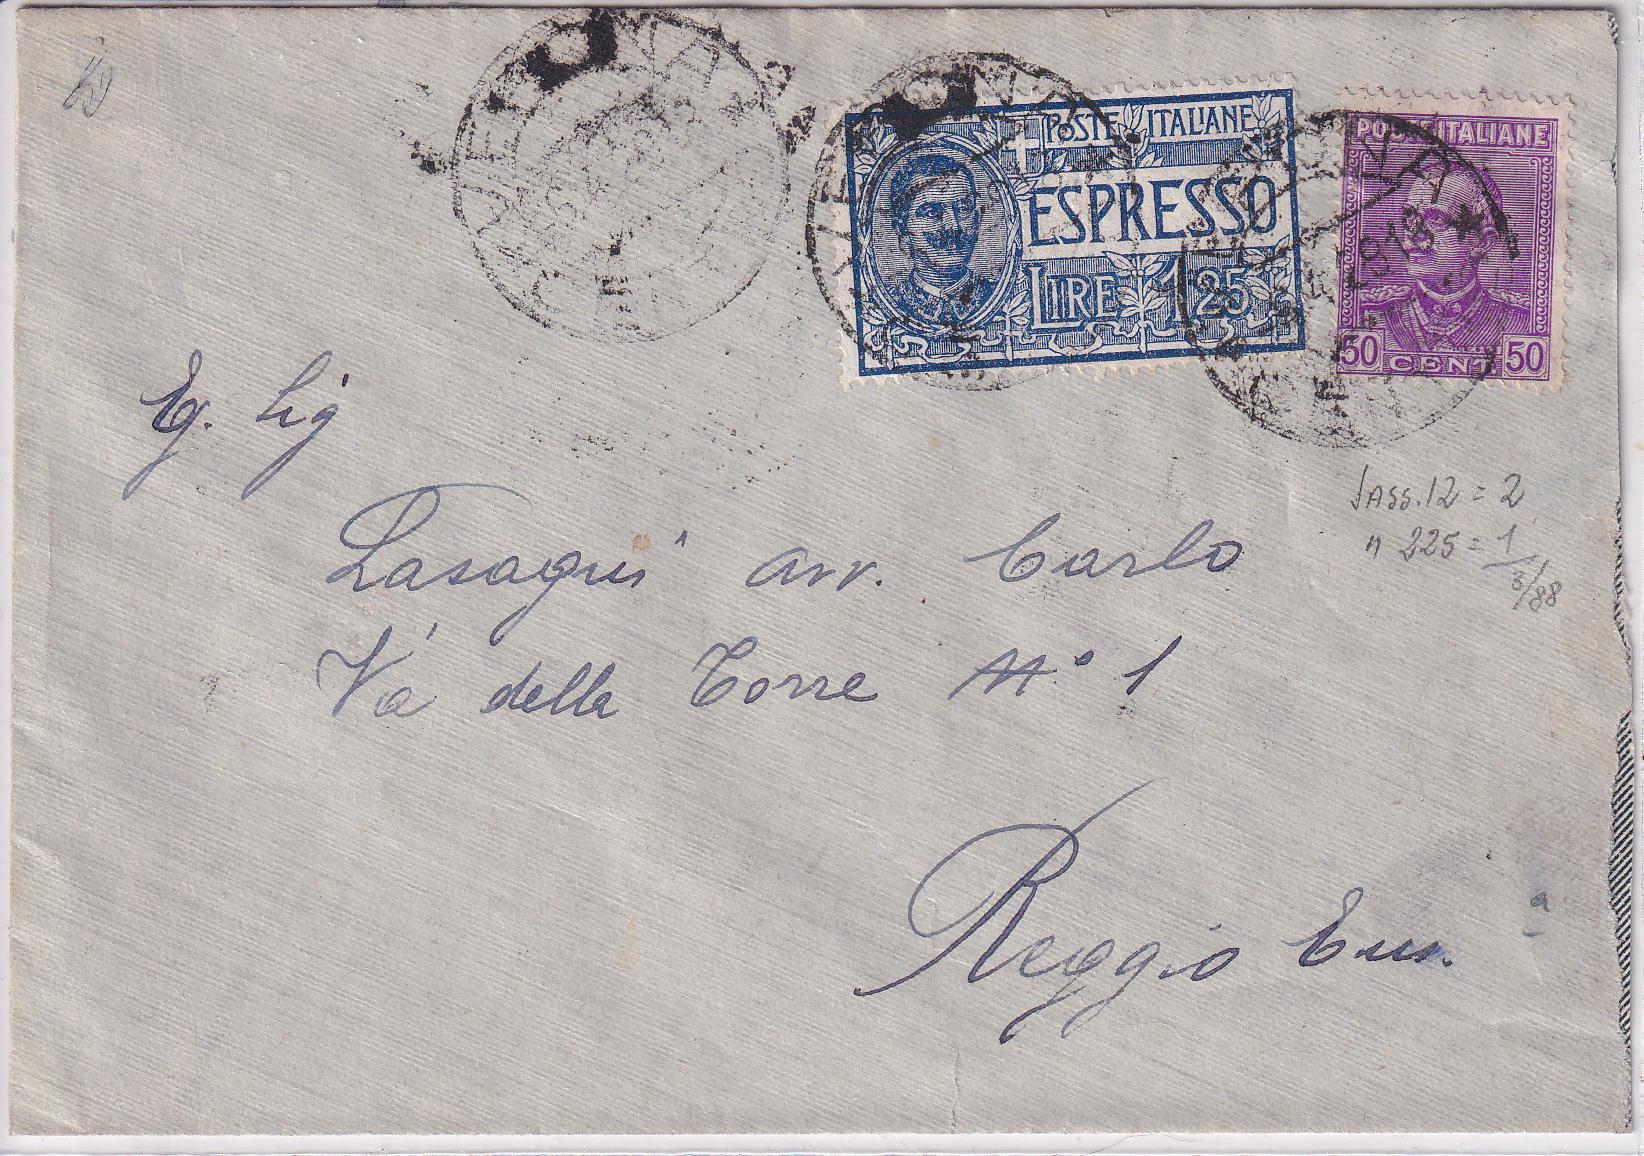 POSTE ITALIANE
ESPRESSO
LIRE 1,25
POSTE ITALIANE
50 CENT 50
Eg. Sig
Lasagni avv. Carlo
Via della Torre N° 1
Reggio Em.
a
SASS. 12 = 2
" 225 = 1
3/88